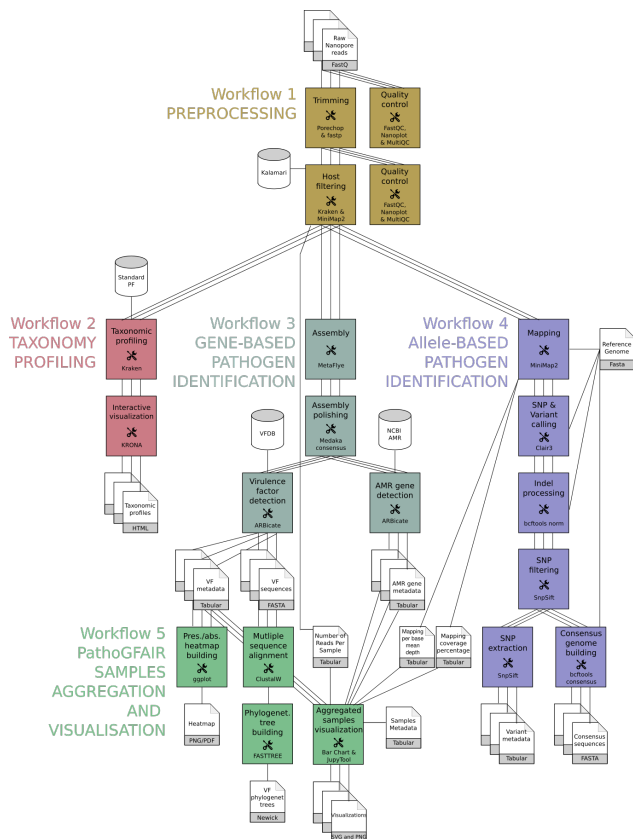 Raw
Nanopore
reads
FastQ
Workflow 1
PREPROCESSING
Trimming
Porechop
& fastp
Quality
control
FastQC,
Nanoplot
& MultiQC
Kalamari
Host
filtering
Kraken &
MiniMap2
Quality
control
FastQC,
Nanoplot
& MultiQC
Standard
PF
Workflow 2
TAXONOMY
PROFILING
Taxonomic
profiling
Kraken
Interactive
visualization
KRONA
Taxonomic
profiles
HTML
Workflow 3
GENE-BASED
PATHOGEN
IDENTIFICATION
Assembly
MetaFlye
Assembly
polishing
Medaka
consensus
VFDB
NCBI
AMR
Virulence
factor
detection
ABRicate
AMR gene
detection
ABRicate
VF
metadata
Tabular
VF
sequences
FASTA
AMR gene
metadata
Tabular
Workflow 4
Allele-BASED
PATHOGEN
IDENTIFICATION
Mapping
MiniMap2
Reference
Genome
Fasta
SNP &
Variant
calling
Clair3
Indel
processing
bcftools norm
SNP
filtering
SnpSift
SNP
extraction
SnpSift
Consensus
genome
building
bcftools
consensus
Variant
metadata
Tabular
Consensus
sequences
FASTA
Workflow 5
PathoGFAIR
SAMPLES
AGGREGATION
AND
VISUALISATION
Pres./abs.
heatmap
building
ggplot
Heatmap
PNG/PDF
Mutliple
sequence
alignment
ClustalW
Phylogenet.
tree
building
FASTTREE
VF
phylogenet
trees
Newick
Number of
Reads Per
Sample
Tabular
Mapping
per base
mean
depth
Tabular
Mapping
coverage
percentage
Tabular
Aggregated
samples
visualization
Bar Chart &
JupyTool
Samples
Metadata
Tabular
Visualizations
SVG and PNG